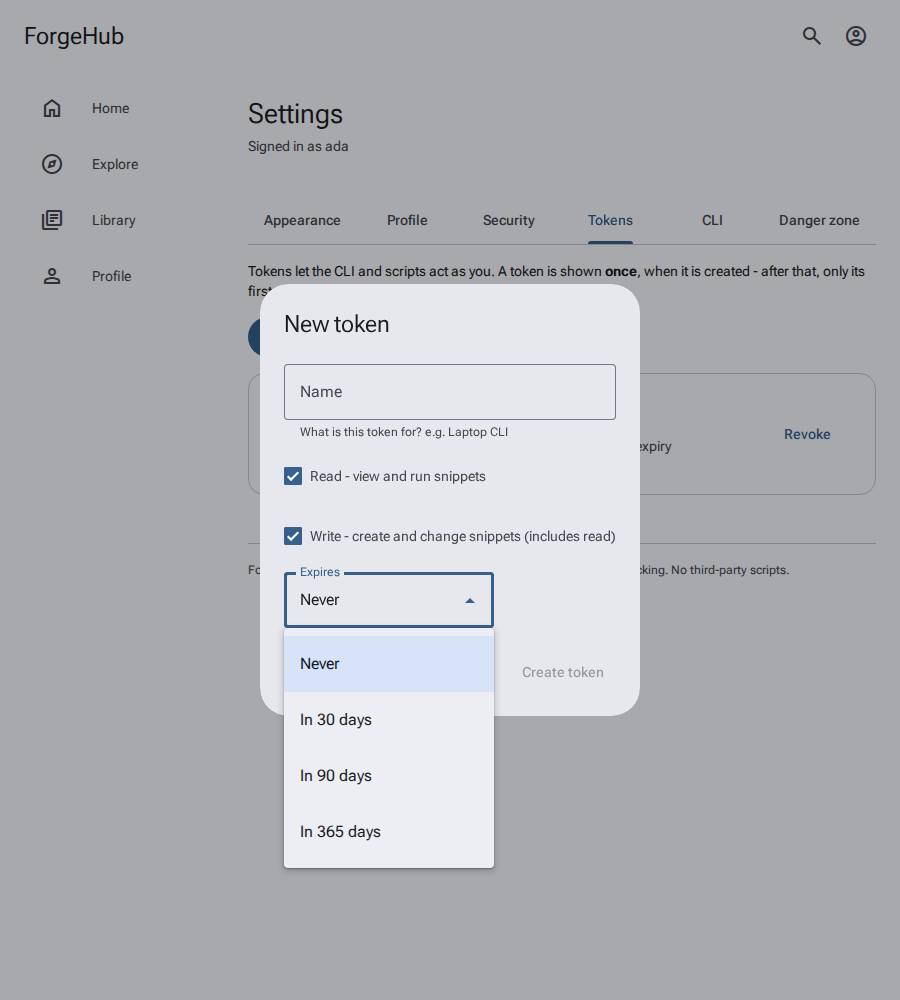 ForgeHub
Home
Explore
Library
Profile
Settings
Signed in as ada
Appearance Profile Security Tokens CLI Danger zone
Tokens let the CLI and scripts act as you. A token is shown once, when it is created - after that, only its
first
New token
Name
What is this token for? e.g. Laptop CLI
Revoke
expiry
Read - view and run snippets
Write - create and change snippets (includes read)
Expires
No third-party scripts.
Never
Never
Create token
In 30 days
In 90 days
In 365 days